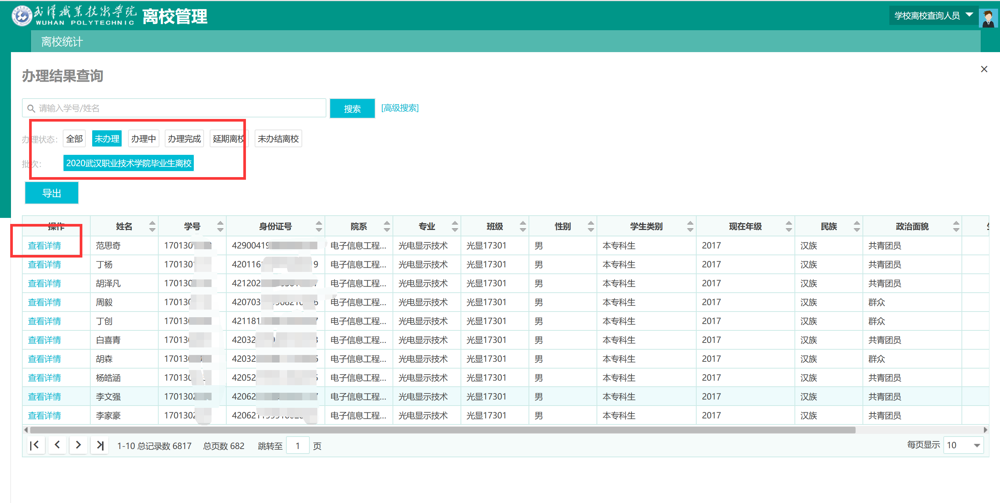 武汉职业技术学院 离校管理
WUHAN POLYTECHNIC
学校离校查询人员
离校统计
办理结果查询
请输入学号/姓名 搜索 [高级搜索]
办理状态: 全部 未办理 办理中 办理完成 延期离校 未办结离校
批次: 2020武汉职业技术学院毕业生离校
导出
操作 姓名 学号 身份证号 院系 专业 班级 性别 学生类别 现在年级 民族 政治面貌
查看详情 范思奇 170130 4290041 电子信息工程... 光电显示技术 光显17301 男 本专科生 2017 汉族 共青团员
查看详情 丁杨 170130 420116 9 电子信息工程... 光电显示技术 光显17301 男 本专科生 2017 汉族 共青团员
查看详情 胡泽凡 170130 421202 电子信息工程... 光电显示技术 光显17301 男 本专科生 2017 汉族 共青团员
查看详情 周毅 170130 420703 6 电子信息工程... 光电显示技术 光显17301 男 本专科生 2017 汉族 群众
查看详情 丁创 17013 421181 电子信息工程... 光电显示技术 光显17301 男 本专科生 2017 汉族 群众
查看详情 白喜青 17013 42032 电子信息工程... 光电显示技术 光显17301 男 本专科生 2017 汉族 共青团员
查看详情 胡森 17013 42032 电子信息工程... 光电显示技术 光显17301 男 本专科生 2017 汉族 群众
查看详情 杨皓涵 170130 42052 电子信息工程... 光电显示技术 光显17301 男 本专科生 2017 汉族 共青团员
查看详情 李文强 170130 42062 电子信息工程... 光电显示技术 光显17301 男 本专科生 2017 汉族 共青团员
查看详情 李家豪 170130 42062 电子信息工程... 光电显示技术 光显17301 男 本专科生 2017 汉族 共青团员
1-10 总记录数 6817 总页数 682 跳转至 1 页 每页显示 10